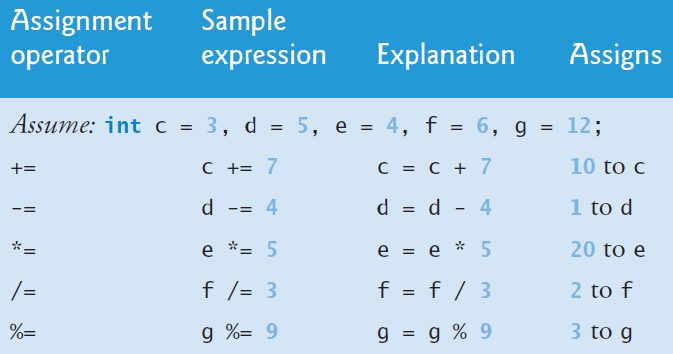 Assignment operator Sample expression Explanation Assigns
Assume: int c = 3, d = 5, e = 4, f = 6, g = 12;
+= c += 7 c = c + 7 10 to c
-= d -= 4 d = d - 4 1 to d
*= e *= 5 e = e * 5 20 to e
/= f /= 3 f = f / 3 2 to f
%= g %= 9 g = g % 9 3 to g